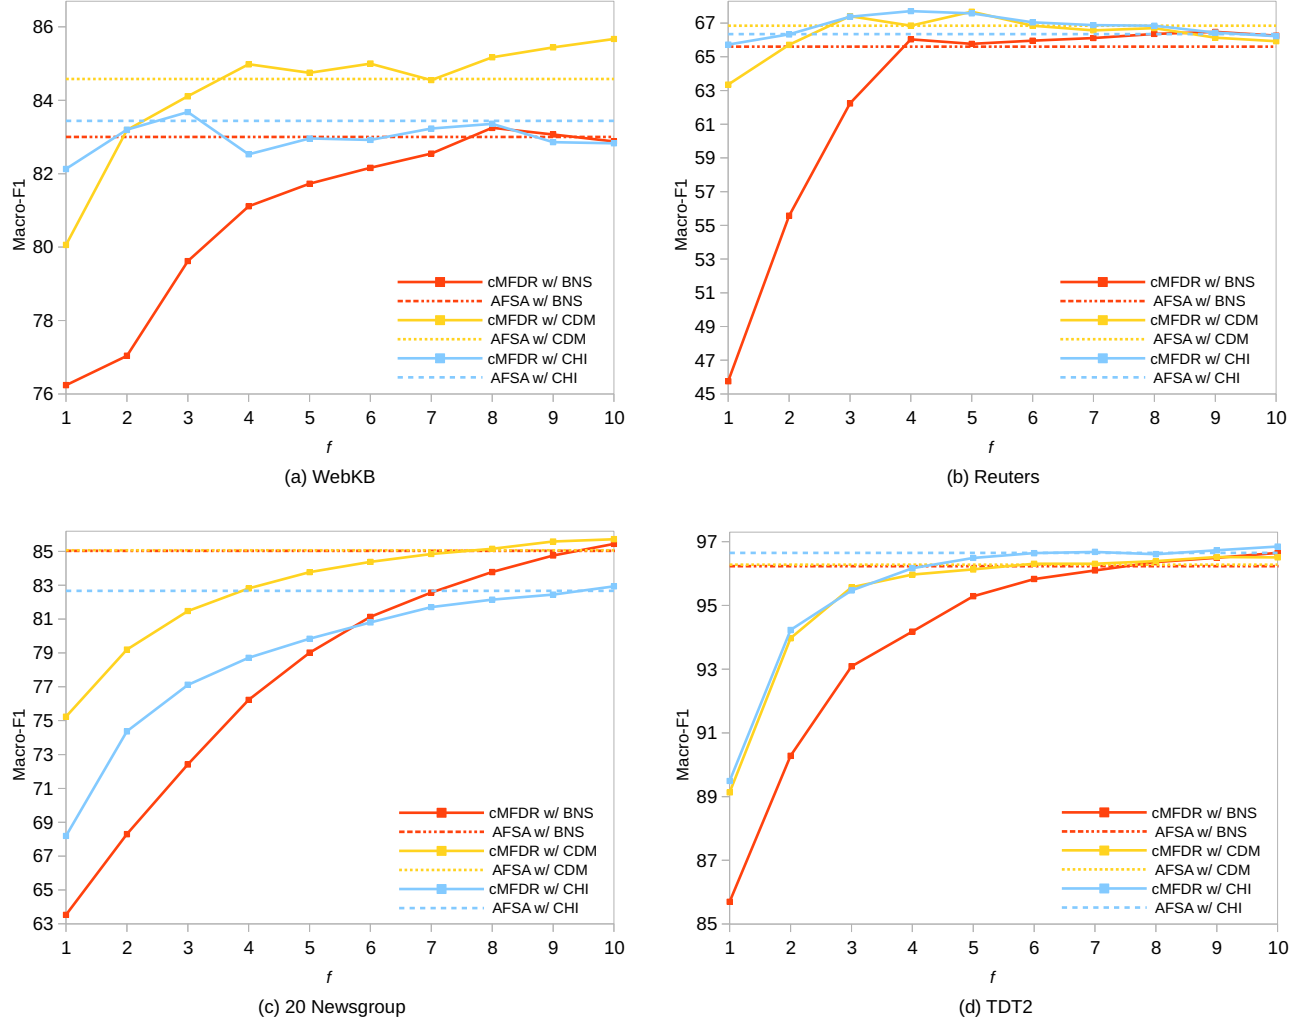 86
84
82
80
78
76
Macro-F1
cMFDR w/ BNS
AFSA w/ BNS
cMFDR w/ CDM
AFSA w/ CDM
cMFDR w/ CHI
AFSA w/ CHI
1 2 3 4 5 6 7 8 9 10
f
(a) WebKB
67
65
63
61
59
57
55
53
51
49
47
45
Macro-F1
cMFDR w/ BNS
AFSA w/ BNS
cMFDR w/ CDM
AFSA w/ CDM
cMFDR w/ CHI
AFSA w/ CHI
1 2 3 4 5 6 7 8 9 10
f
(b) Reuters
85
83
81
79
77
75
73
71
69
67
65
63
Macro-F1
cMFDR w/ BNS
AFSA w/ BNS
cMFDR w/ CDM
AFSA w/ CDM
cMFDR w/ CHI
AFSA w/ CHI
1 2 3 4 5 6 7 8 9 10
f
(c) 20 Newsgroup
97
95
93
91
89
87
85
Macro-F1
cMFDR w/ BNS
AFSA w/ BNS
cMFDR w/ CDM
AFSA w/ CDM
cMFDR w/ CHI
AFSA w/ CHI
1 2 3 4 5 6 7 8 9 10
f
(d) TDT2